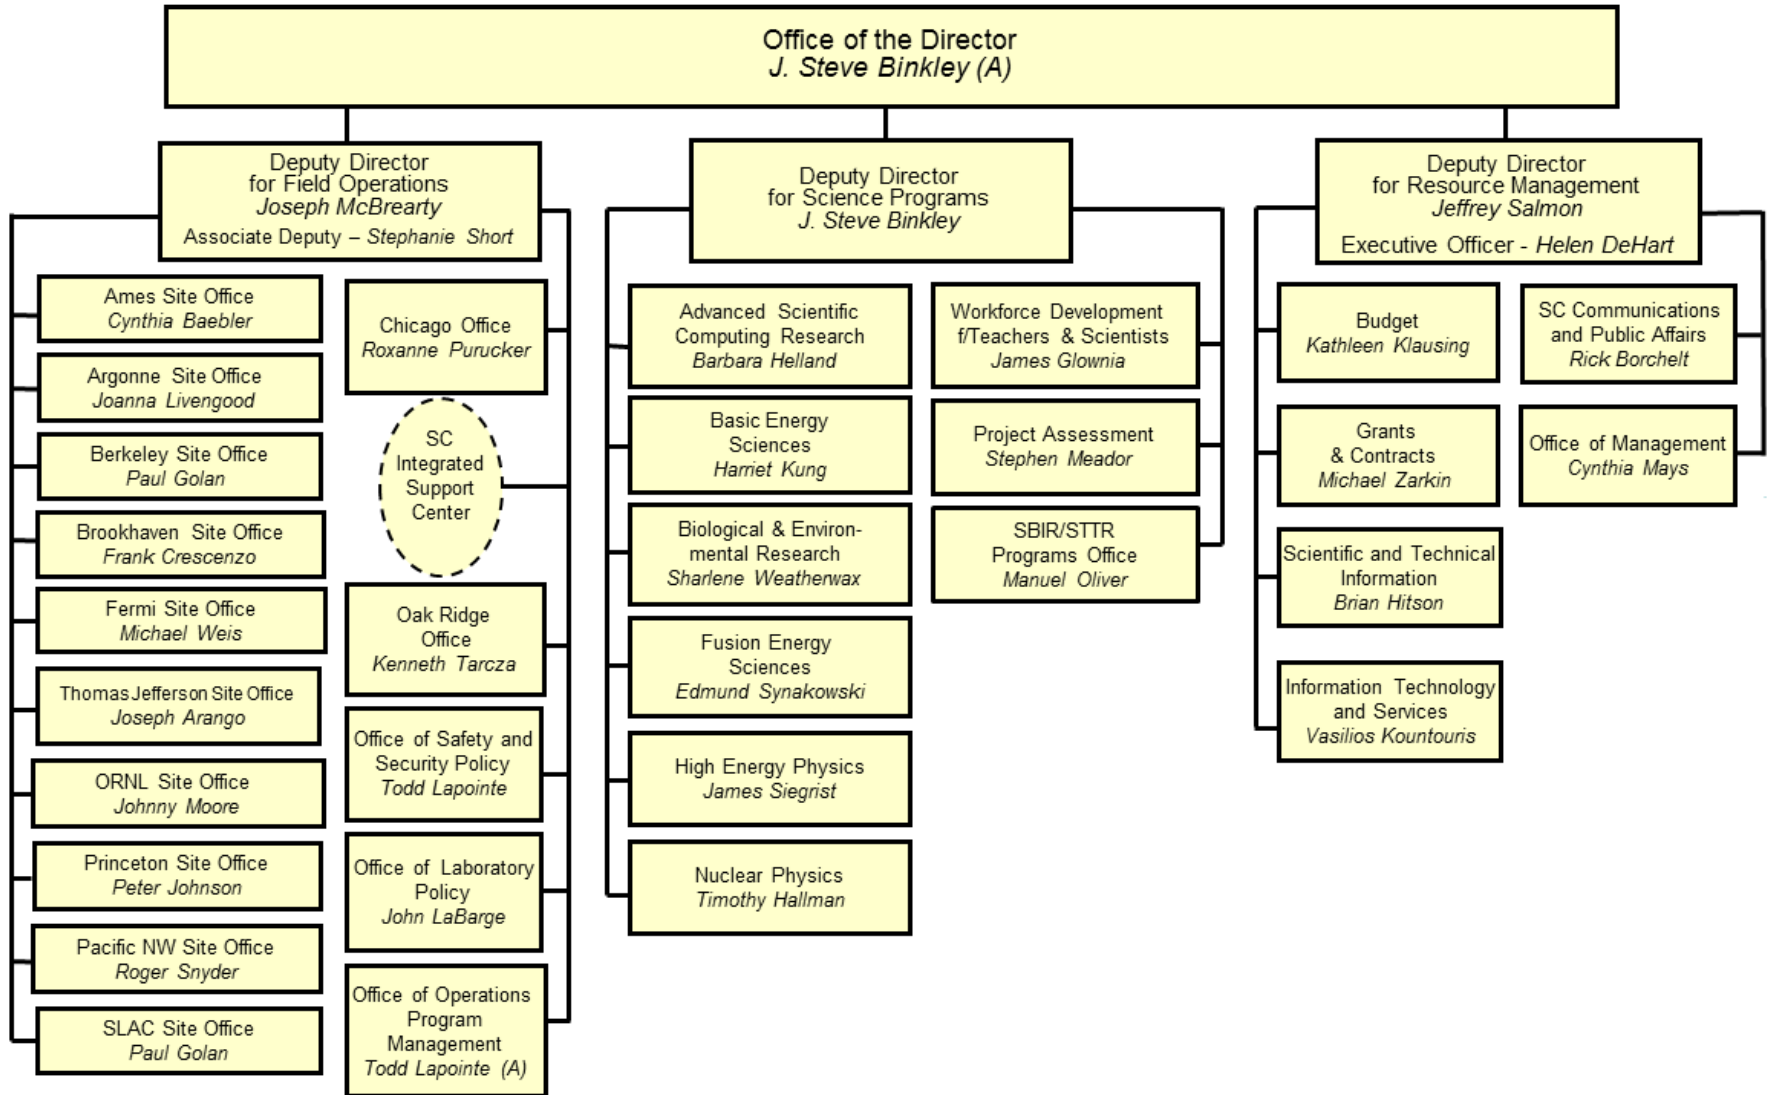 Office of the Director
J. Steve Binkley (A)
Deputy Director
for Field Operations
Joseph McBrearty
Associate Deputy – Stephanie Short
Ames Site Office
Cynthia Baebler
Argonne Site Office
Joanna Livengood
Berkeley Site Office
Paul Golan
Brookhaven Site Office
Frank Crescenzo
Fermi Site Office
Michael Weis
Thomas Jefferson Site Office
Joseph Arango
ORNL Site Office
Johnny Moore
Princeton Site Office
Peter Johnson
Pacific NW Site Office
Roger Snyder
SLAC Site Office
Paul Golan
Chicago Office
Roxanne Purucker
SC
Integrated
Support
Center
Oak Ridge
Office
Kenneth Tarcza
Office of Safety and
Security Policy
Todd Lapointe
Office of Laboratory
Policy
John LaBarge
Office of Operations
Program
Management
Todd Lapointe (A)
Deputy Director
for Science Programs
J. Steve Binkley
Advanced Scientific
Computing Research
Barbara Helland
Basic Energy
Sciences
Harriet Kung
Biological & Environ-
mental Research
Sharlene Weatherwax
Fusion Energy
Sciences
Edmund Synakowski
High Energy Physics
James Siegrist
Nuclear Physics
Timothy Hallman
Workforce Development
f/Teachers & Scientists
James Glownia
Project Assessment
Stephen Meador
SBIR/STTR
Programs Office
Manuel Oliver
Deputy Director
for Resource Management
Jeffrey Salmon
Executive Officer - Helen DeHart
Budget
Kathleen Klausing
Grants
& Contracts
Michael Zarkin
Scientific and Technical
Information
Brian Hitson
Information Technology
and Services
Vasilios Kountouris
SC Communications
and Public Affairs
Rick Borchelt
Office of Management
Cynthia Mays